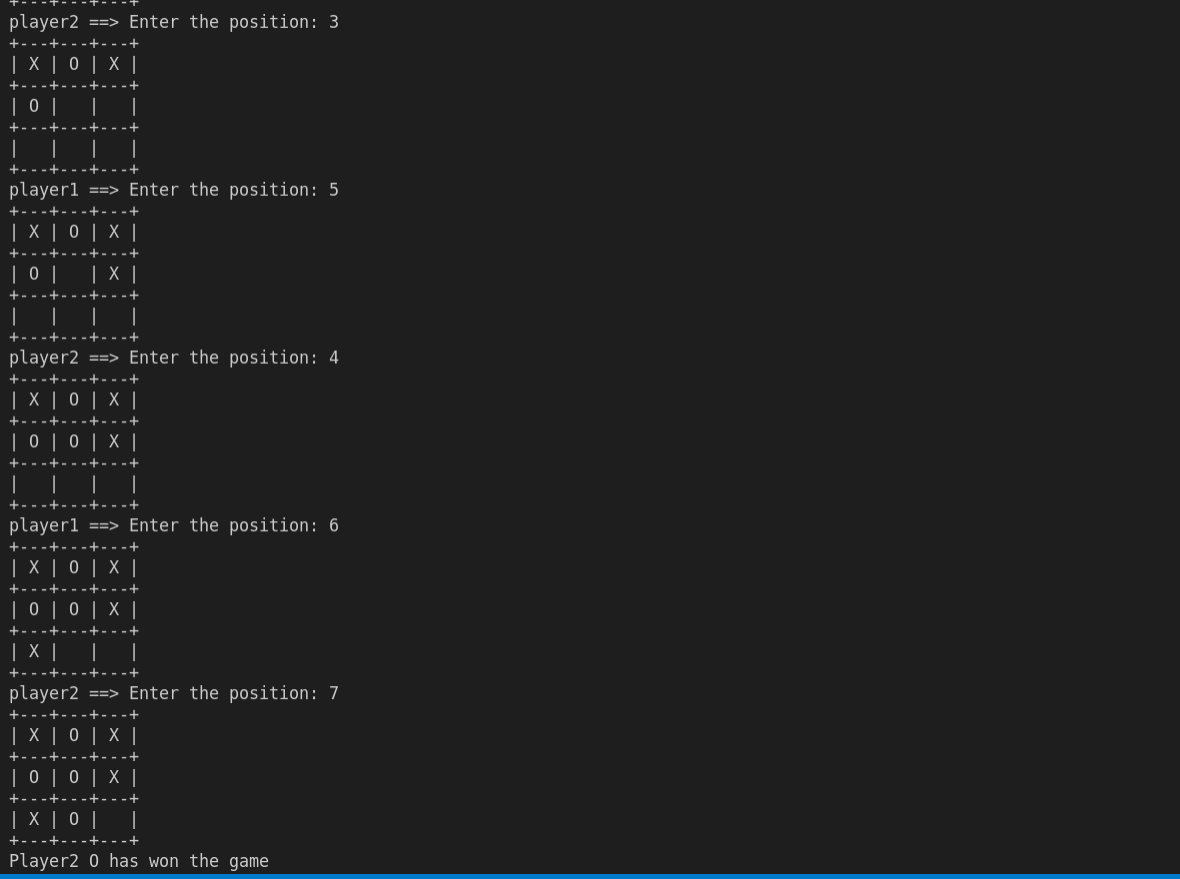 +---+---+---+
player2 ==> Enter the position: 3
+---+---+---+
| X | O | X |
+---+---+---+
| O |   |   |
+---+---+---+
|   |   |   |
+---+---+---+
player1 ==> Enter the position: 5
+---+---+---+
| X | O | X |
+---+---+---+
| O |   | X |
+---+---+---+
|   |   |   |
+---+---+---+
player2 ==> Enter the position: 4
+---+---+---+
| X | O | X |
+---+---+---+
| O | O | X |
+---+---+---+
|   |   |   |
+---+---+---+
player1 ==> Enter the position: 6
+---+---+---+
| X | O | X |
+---+---+---+
| O | O | X |
+---+---+---+
| X |   |   |
+---+---+---+
player2 ==> Enter the position: 7
+---+---+---+
| X | O | X |
+---+---+---+
| O | O | X |
+---+---+---+
| X | O |   |
+---+---+---+
Player2 O has won the game